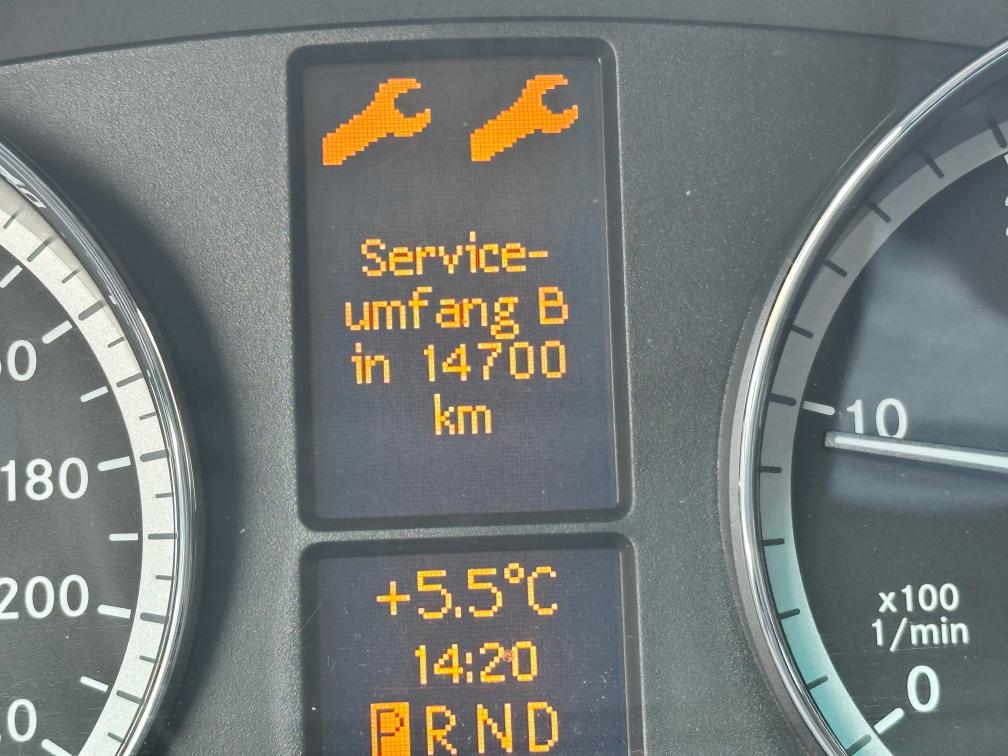 Service-
umfang B
in 14700
km
+5.5°C
14:20
P R N D
180
200
10
x100
1/min
0